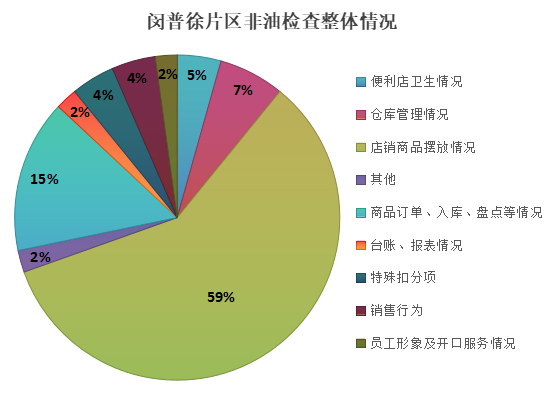 闵普徐片区非油检查整体情况
5%
7%
59%
2%
15%
2%
4%
4%
2%
便利店卫生情况
仓库管理情况
店销商品摆放情况
其他
商品订单、入库、盘点等情况
台账、报表情况
特殊扣分项
销售行为
员工形象及开口服务情况